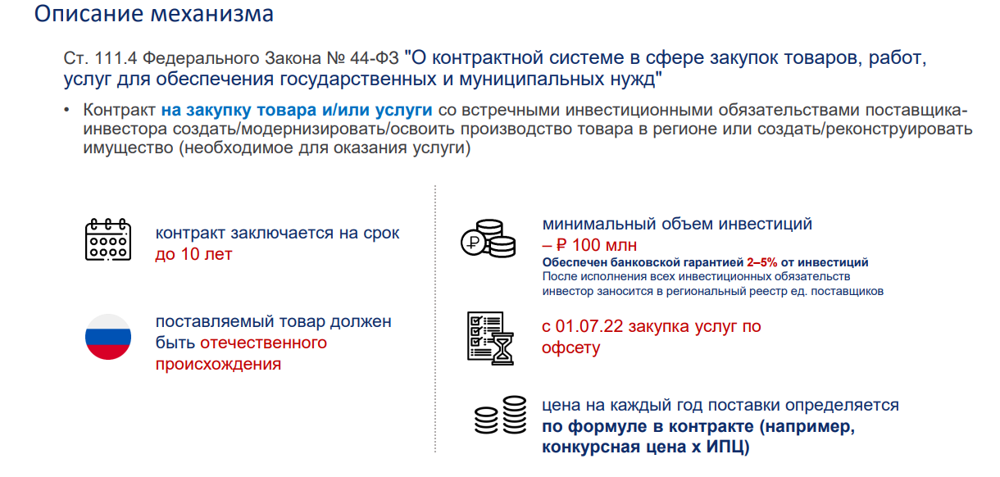 Описание механизма
Ст. 111.4 Федерального Закона № 44-ФЗ "О контрактной системе в сфере закупок товаров, работ,
услуг для обеспечения государственных и муниципальных нужд"
• Контракт на закупку товара и/или услуги со встречными инвестиционными обязательствами поставщика-
инвестора создать/модернизировать/освоить производство товара в регионе или создать/реконструировать
имущество (необходимое для оказания услуги)
контракт заключается на срок
до 10 лет
поставляемый товар должен
быть отечественного
происхождения
минимальный объем инвестиций
– ₽ 100 млн
Обеспечен банковской гарантией 2–5% от инвестиций
После исполнения всех инвестиционных обязательств
инвестор заносится в региональный реестр ед. поставщиков
с 01.07.22 закупка услуг по
офсету
цена на каждый год поставки определяется
по формуле в контракте (например,
конкурсная цена х ИПЦ)